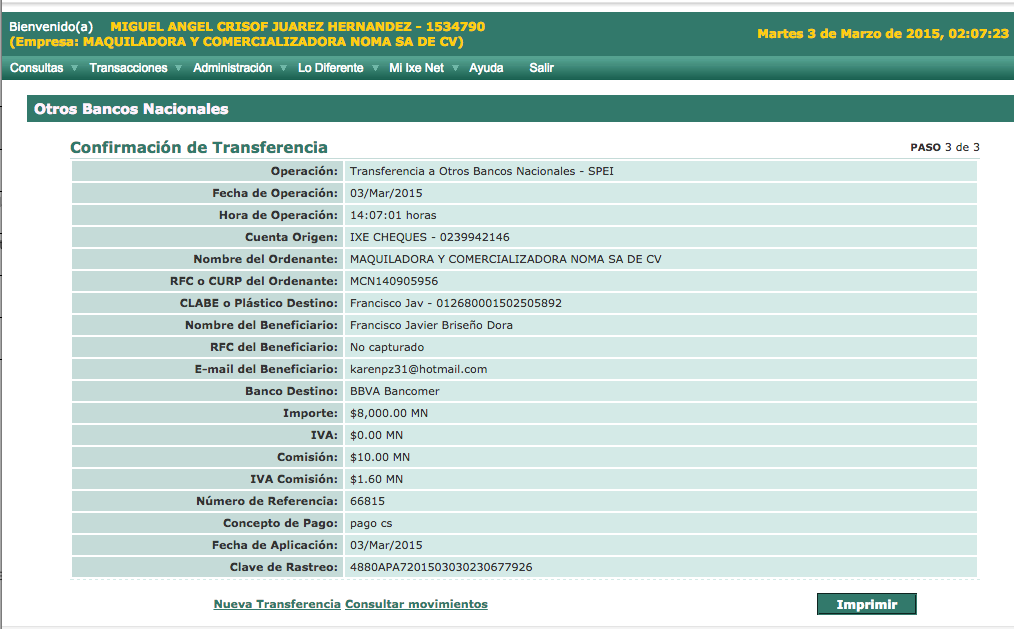 Bienvenido(a) MIGUEL ANGEL CRISOF JUAREZ HERNANDEZ - 1534790
(Empresa: MAQUILADORA Y COMERCIALIZADORA NOMA SA DE CV)
Martes 3 de Marzo de 2015, 02:07:23
Consultas Transacciones Administración Lo Diferente Mi Ixe Net Ayuda Salir
Otros Bancos Nacionales
Confirmación de Transferencia PASO 3 de 3
Operación: Transferencia a Otros Bancos Nacionales - SPEI
Fecha de Operación: 03/Mar/2015
Hora de Operación: 14:07:01 horas
Cuenta Origen: IXE CHEQUES - 0239942146
Nombre del Ordenante: MAQUILADORA Y COMERCIALIZADORA NOMA SA DE CV
RFC o CURP del Ordenante: MCN140905956
CLABE o Plástico Destino: Francisco Jav - 012680001502505892
Nombre del Beneficiario: Francisco Javier Briseño Dora
RFC del Beneficiario: No capturado
E-mail del Beneficiario: karenpz31@hotmail.com
Banco Destino: BBVA Bancomer
Importe: $8,000.00 MN
IVA: $0.00 MN
Comisión: $10.00 MN
IVA Comisión: $1.60 MN
Número de Referencia: 66815
Concepto de Pago: pago cs
Fecha de Aplicación: 03/Mar/2015
Clave de Rastreo: 4880APA7201503030230677926
Nueva Transferencia Consultar movimientos Imprimir